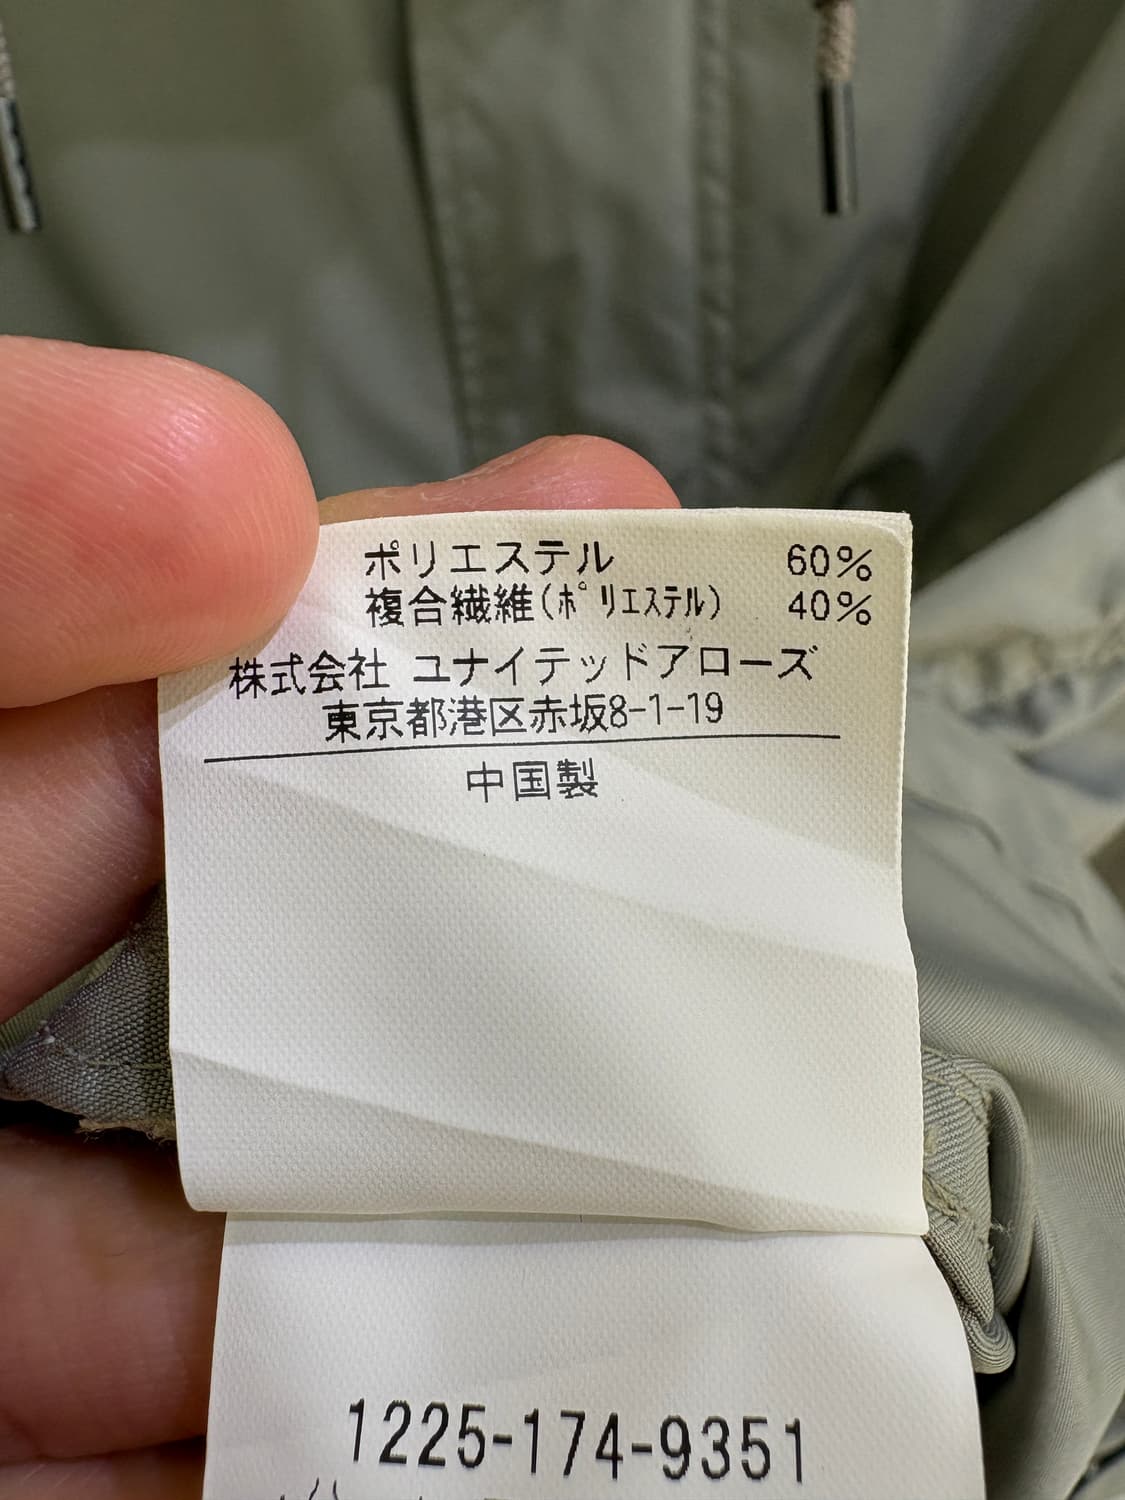 ポリエステル 60%
複合繊維(ﾎﾟﾘｴｽﾃﾙ) 40%
株式会社 ユナイテッドアローズ
東京都港区赤坂8-1-19
中国製
1225-174-9351